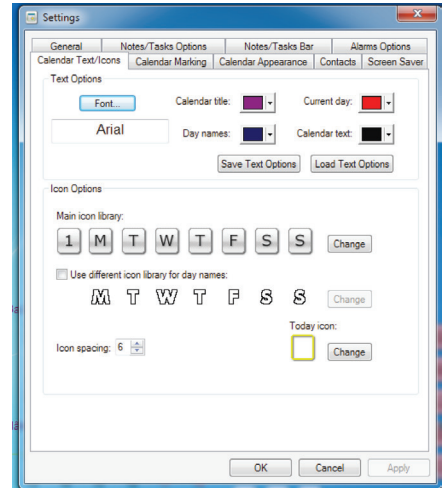 Settings
General Notes/Tasks Options Notes/Tasks Bar Alarms Options
Calendar Text/Icons Calendar Marking Calendar Appearance Contacts Screen Saver
Text Options
Font... Calendar title: Current day:
Arial Day names: Calendar text:
Save Text Options Load Text Options
Icon Options
Main icon library:
1 M T W T F S S Change
Use different icon library for day names:
M T W T F S S Change
Today icon:
Icon spacing: 6 Change
OK Cancel Apply